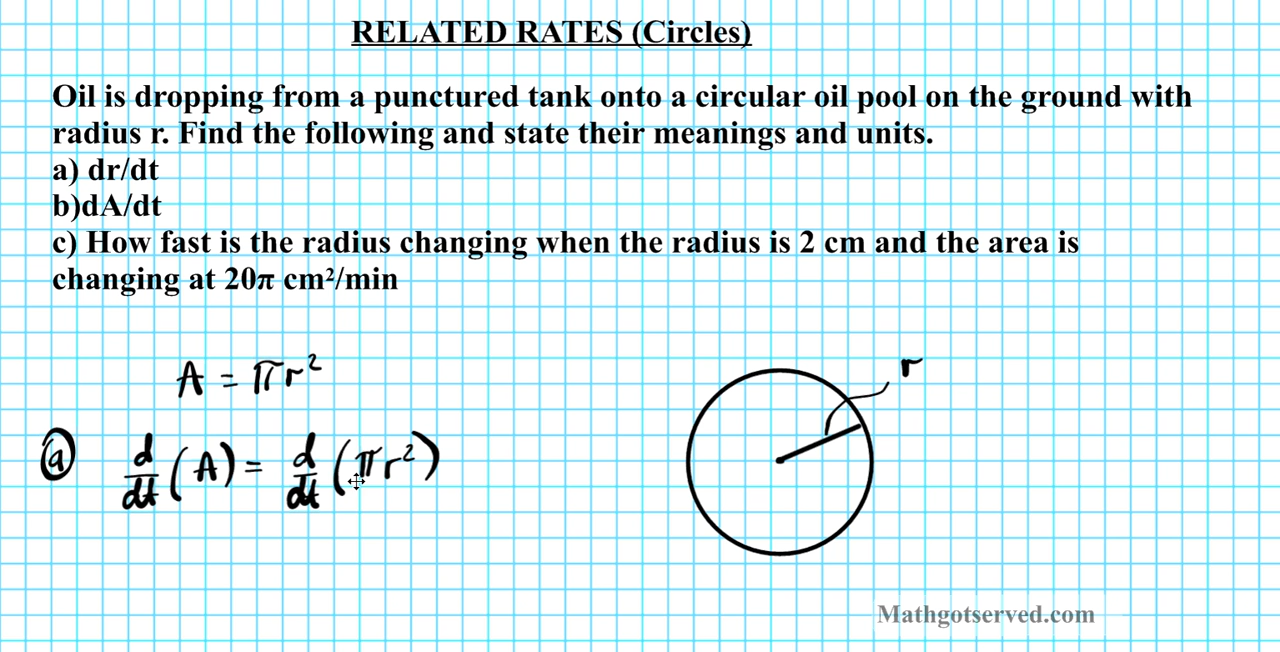 RELATED RATES (Circles)
Oil is dropping from a punctured tank onto a circular oil pool on the ground with
radius r. Find the following and state their meanings and units.
a) dr/dt
b)dA/dt
c) How fast is the radius changing when the radius is 2 cm and the area is
changing at 20π cm²/min
A = πr²
r
ⓐ d/dt (A) = d/dt (πr²)
Mathgotserved.com